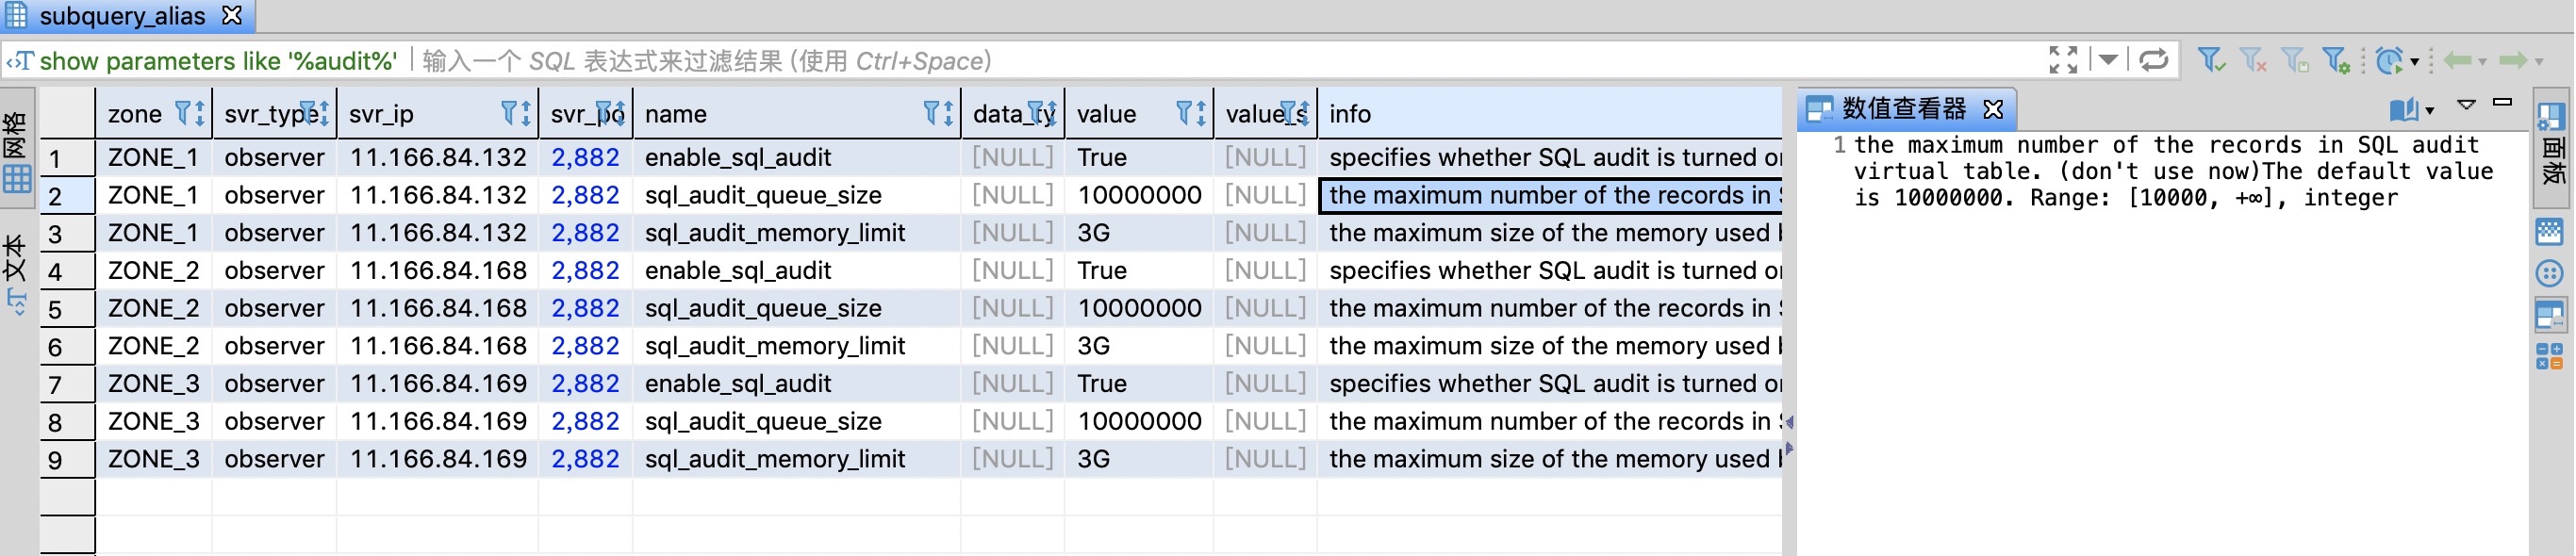 subquery_alias
show parameters like '%audit%' 输入一个 SQL 表达式来过滤结果 (使用 Ctrl+Space)
网格
文本
zone svr_type svr_ip svr_po name data_ty value value_s info
1 ZONE_1 observer 11.166.84.132 2,882 enable_sql_audit [NULL] True [NULL] specifies whether SQL audit is turned
2 ZONE_1 observer 11.166.84.132 2,882 sql_audit_queue_size [NULL] 10000000 [NULL] the maximum number of the records in
3 ZONE_1 observer 11.166.84.132 2,882 sql_audit_memory_limit [NULL] 3G [NULL] the maximum size of the memory used
4 ZONE_2 observer 11.166.84.168 2,882 enable_sql_audit [NULL] True [NULL] specifies whether SQL audit is turned
5 ZONE_2 observer 11.166.84.168 2,882 sql_audit_queue_size [NULL] 10000000 [NULL] the maximum number of the records in
6 ZONE_2 observer 11.166.84.168 2,882 sql_audit_memory_limit [NULL] 3G [NULL] the maximum size of the memory used
7 ZONE_3 observer 11.166.84.169 2,882 enable_sql_audit [NULL] True [NULL] specifies whether SQL audit is turned
8 ZONE_3 observer 11.166.84.169 2,882 sql_audit_queue_size [NULL] 10000000 [NULL] the maximum number of the records in
9 ZONE_3 observer 11.166.84.169 2,882 sql_audit_memory_limit [NULL] 3G [NULL] the maximum size of the memory used
数值查看器
1 the maximum number of the records in SQL audit
virtual table. (don't use now)The default value
is 10000000. Range: [10000, +∞], integer
面板